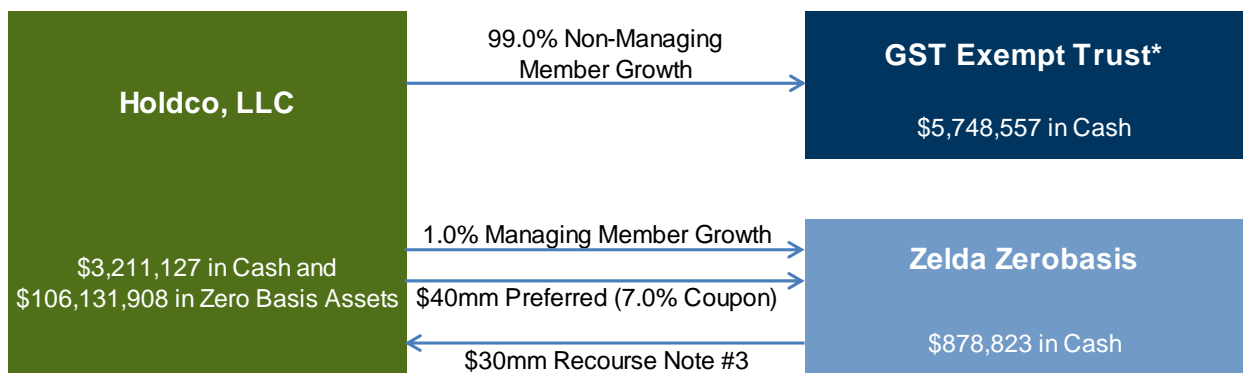 Holdco, LLC
$3,211,127 in Cash and
$106,131,908 in Zero Basis Assets
99.0% Non-Managing
Member Growth
GST Exempt Trust*
$5,748,557 in Cash
1.0% Managing Member Growth
$40mm Preferred (7.0% Coupon)
$30mm Recourse Note #3
Zelda Zerobasis
$878,823 in Cash